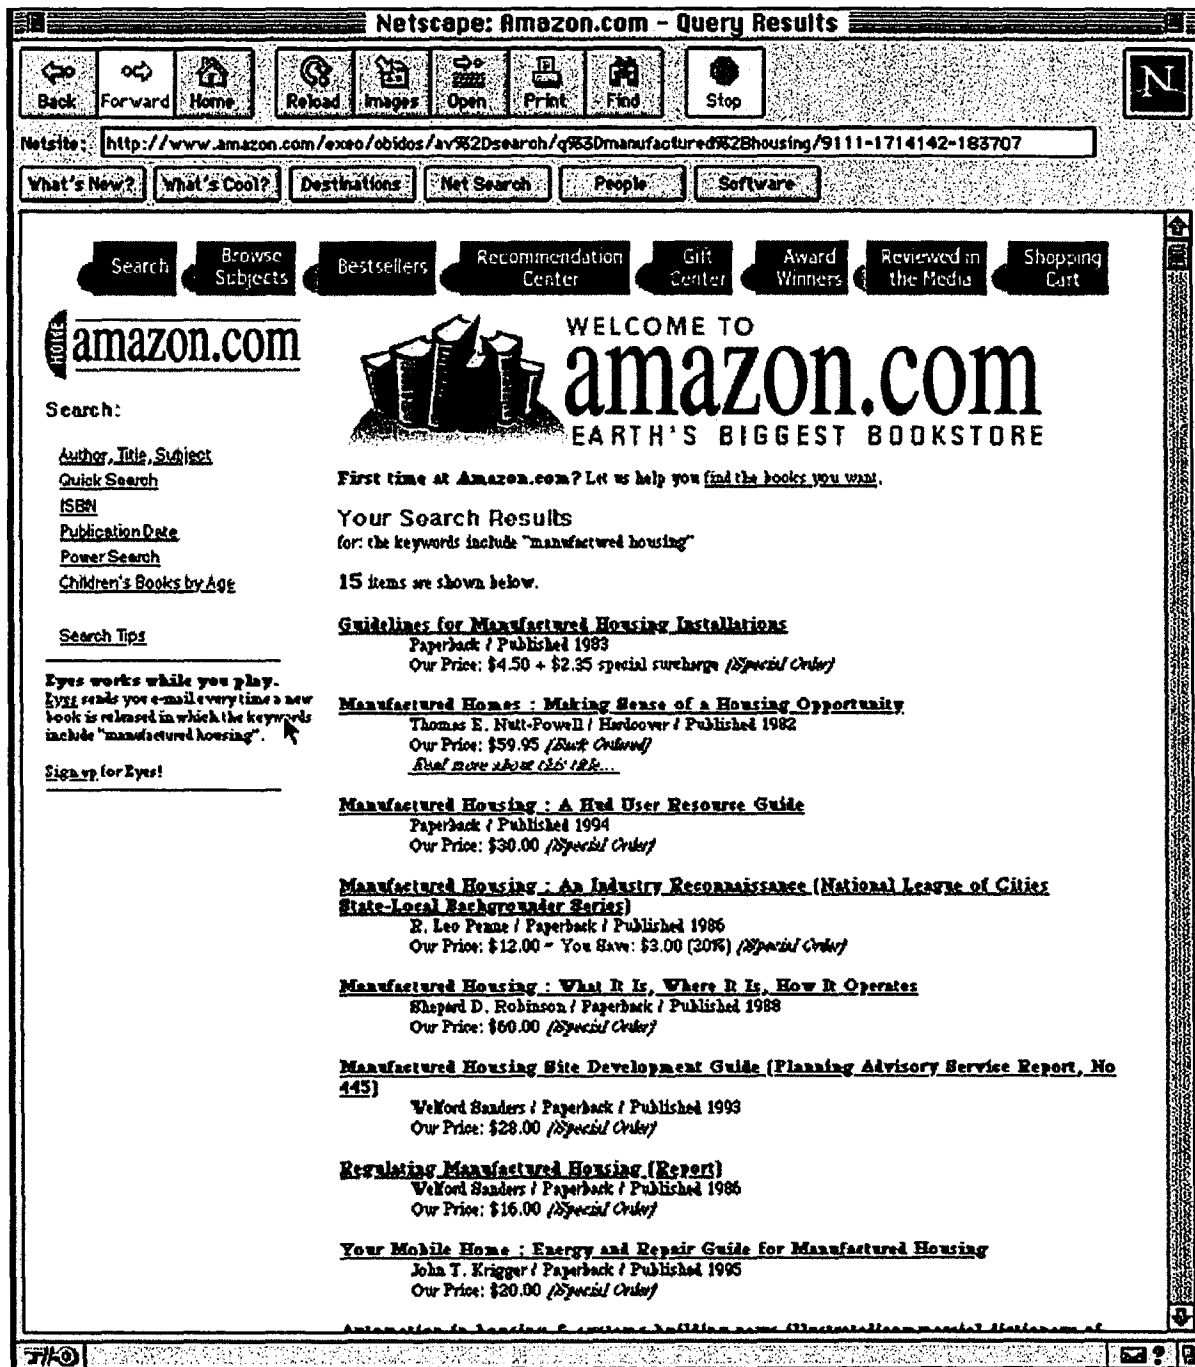 Netscape: Amazon.com - Query Results
Back Forward Home Reload Images Open Print Find Stop
N
Netsite: http://www.amazon.com/exeo/obidos/av%2Dsearch/q%3Dmanufactured%2Bhousing/9111-1714142-183707
What's New? What's Cool? Destinations Net Search People Software
Search Browse Subjects Bestsellers Recommendation Center Gift Center Award Winners Reviewed in the Media Shopping Cart
HOME amazon.com
WELCOME TO
amazon.com
EARTH'S BIGGEST BOOKSTORE
Search:
Author, Title, Subject
Quick Search
ISBN
Publication Date
Power Search
Children's Books by Age
Search Tips
Eyes works while you play.
Eyes sends you e-mail every time a new
book is released in which the keywords
include "manufactured housing".
Sign up for Eyes!
First time at Amazon.com? Let us help you find the books you want.
Your Search Results
for: the keywords include "manufactured housing"
15 items are shown below.
Guidelines for Manufactured Housing Installations
Paperback / Published 1983
Our Price: $4.50 + $2.35 special surcharge (Special Order)
Manufactured Homes : Making Sense of a Housing Opportunity
Thomas E. Nutt-Powell / Hardcover / Published 1982
Our Price: $59.95 (Back Ordered)
Read more about this title...
Manufactured Housing : A Hud User Resource Guide
Paperback / Published 1994
Our Price: $30.00 (Special Order)
Manufactured Housing : An Industry Reconnaissance (National League of Cities
State-Local Backgrounder Series)
R. Leo Penne / Paperback / Published 1986
Our Price: $12.00 ~ You Save: $3.00 (20%) (Special Order)
Manufactured Housing : What It Is, Where It Is, How It Operates
Shepard D. Robinson / Paperback / Published 1988
Our Price: $60.00 (Special Order)
Manufactured Housing Site Development Guide (Planning Advisory Service Report, No
445)
Welford Sanders / Paperback / Published 1993
Our Price: $28.00 (Special Order)
Regulating Manufactured Housing (Report)
Welford Sanders / Paperback / Published 1986
Our Price: $16.00 (Special Order)
Your Mobile Home : Energy and Repair Guide for Manufactured Housing
John T. Krigger / Paperback / Published 1995
Our Price: $20.00 (Special Order)